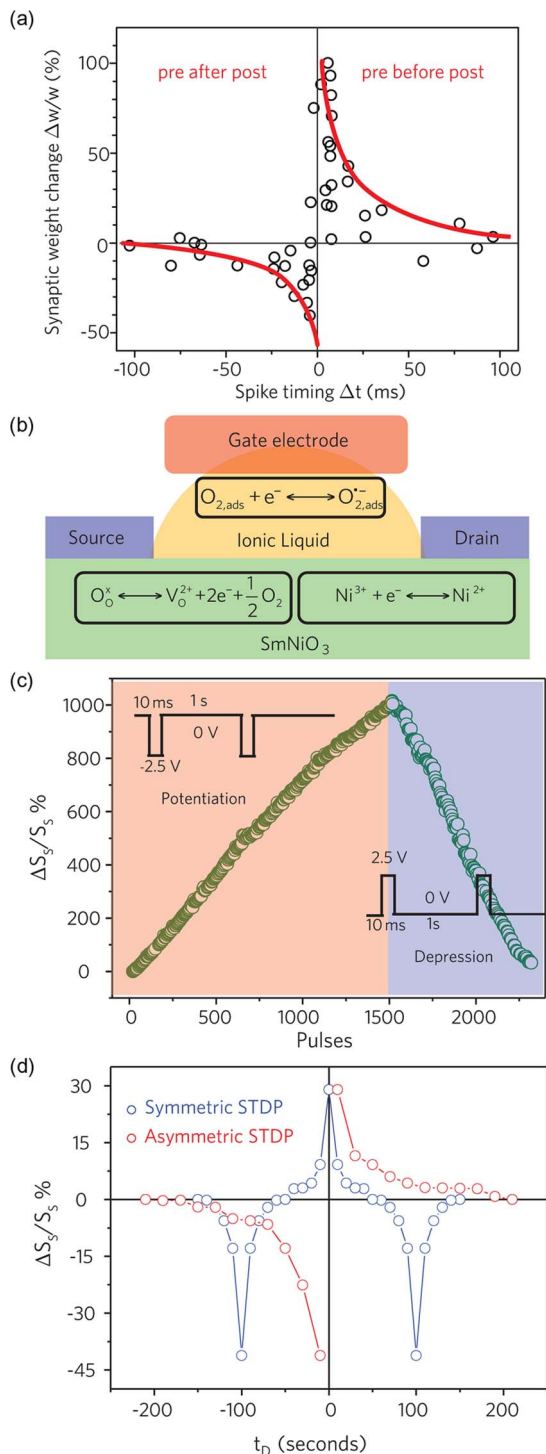 (a)
pre after post
pre before post
Synaptic weight change Δw/w (%)
100
50
0
-50
-100
-50
0
50
100
Spike timing Δt (ms)
(b)
Gate electrode
O₂,ads + e⁻ ⟷ O₂,ads•−
Source
Ionic Liquid
Drain
Oₒˣ ⟷ Vₒ²⁺ +2e⁻+ 1/2 O₂
Ni³⁺ + e⁻ ⟷ Ni²⁺
SmNiO₃
(c)
ΔSₛ/Sₛ %
1000
800
600
400
200
0
10 ms
1 s
0 V
-2.5 V
Potentiation
2.5 V
0 V
10 ms
1s
Depression
0
500
1000
1500
2000
Pulses
(d)
ΔSₛ/Sₛ %
30
15
0
-15
-30
-45
Symmetric STDP
Asymmetric STDP
-200
-100
0
100
200
t_D (seconds)